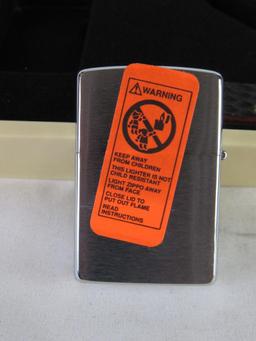 WARNING
KEEP AWAY
FROM CHILDREN
THIS LIGHTER IS NOT
CHILD RESISTANT
LIGHT ZIPPO AWAY
FROM FACE
CLOSE LID TO
PUT OUT FLAME
READ
INSTRUCTIONS